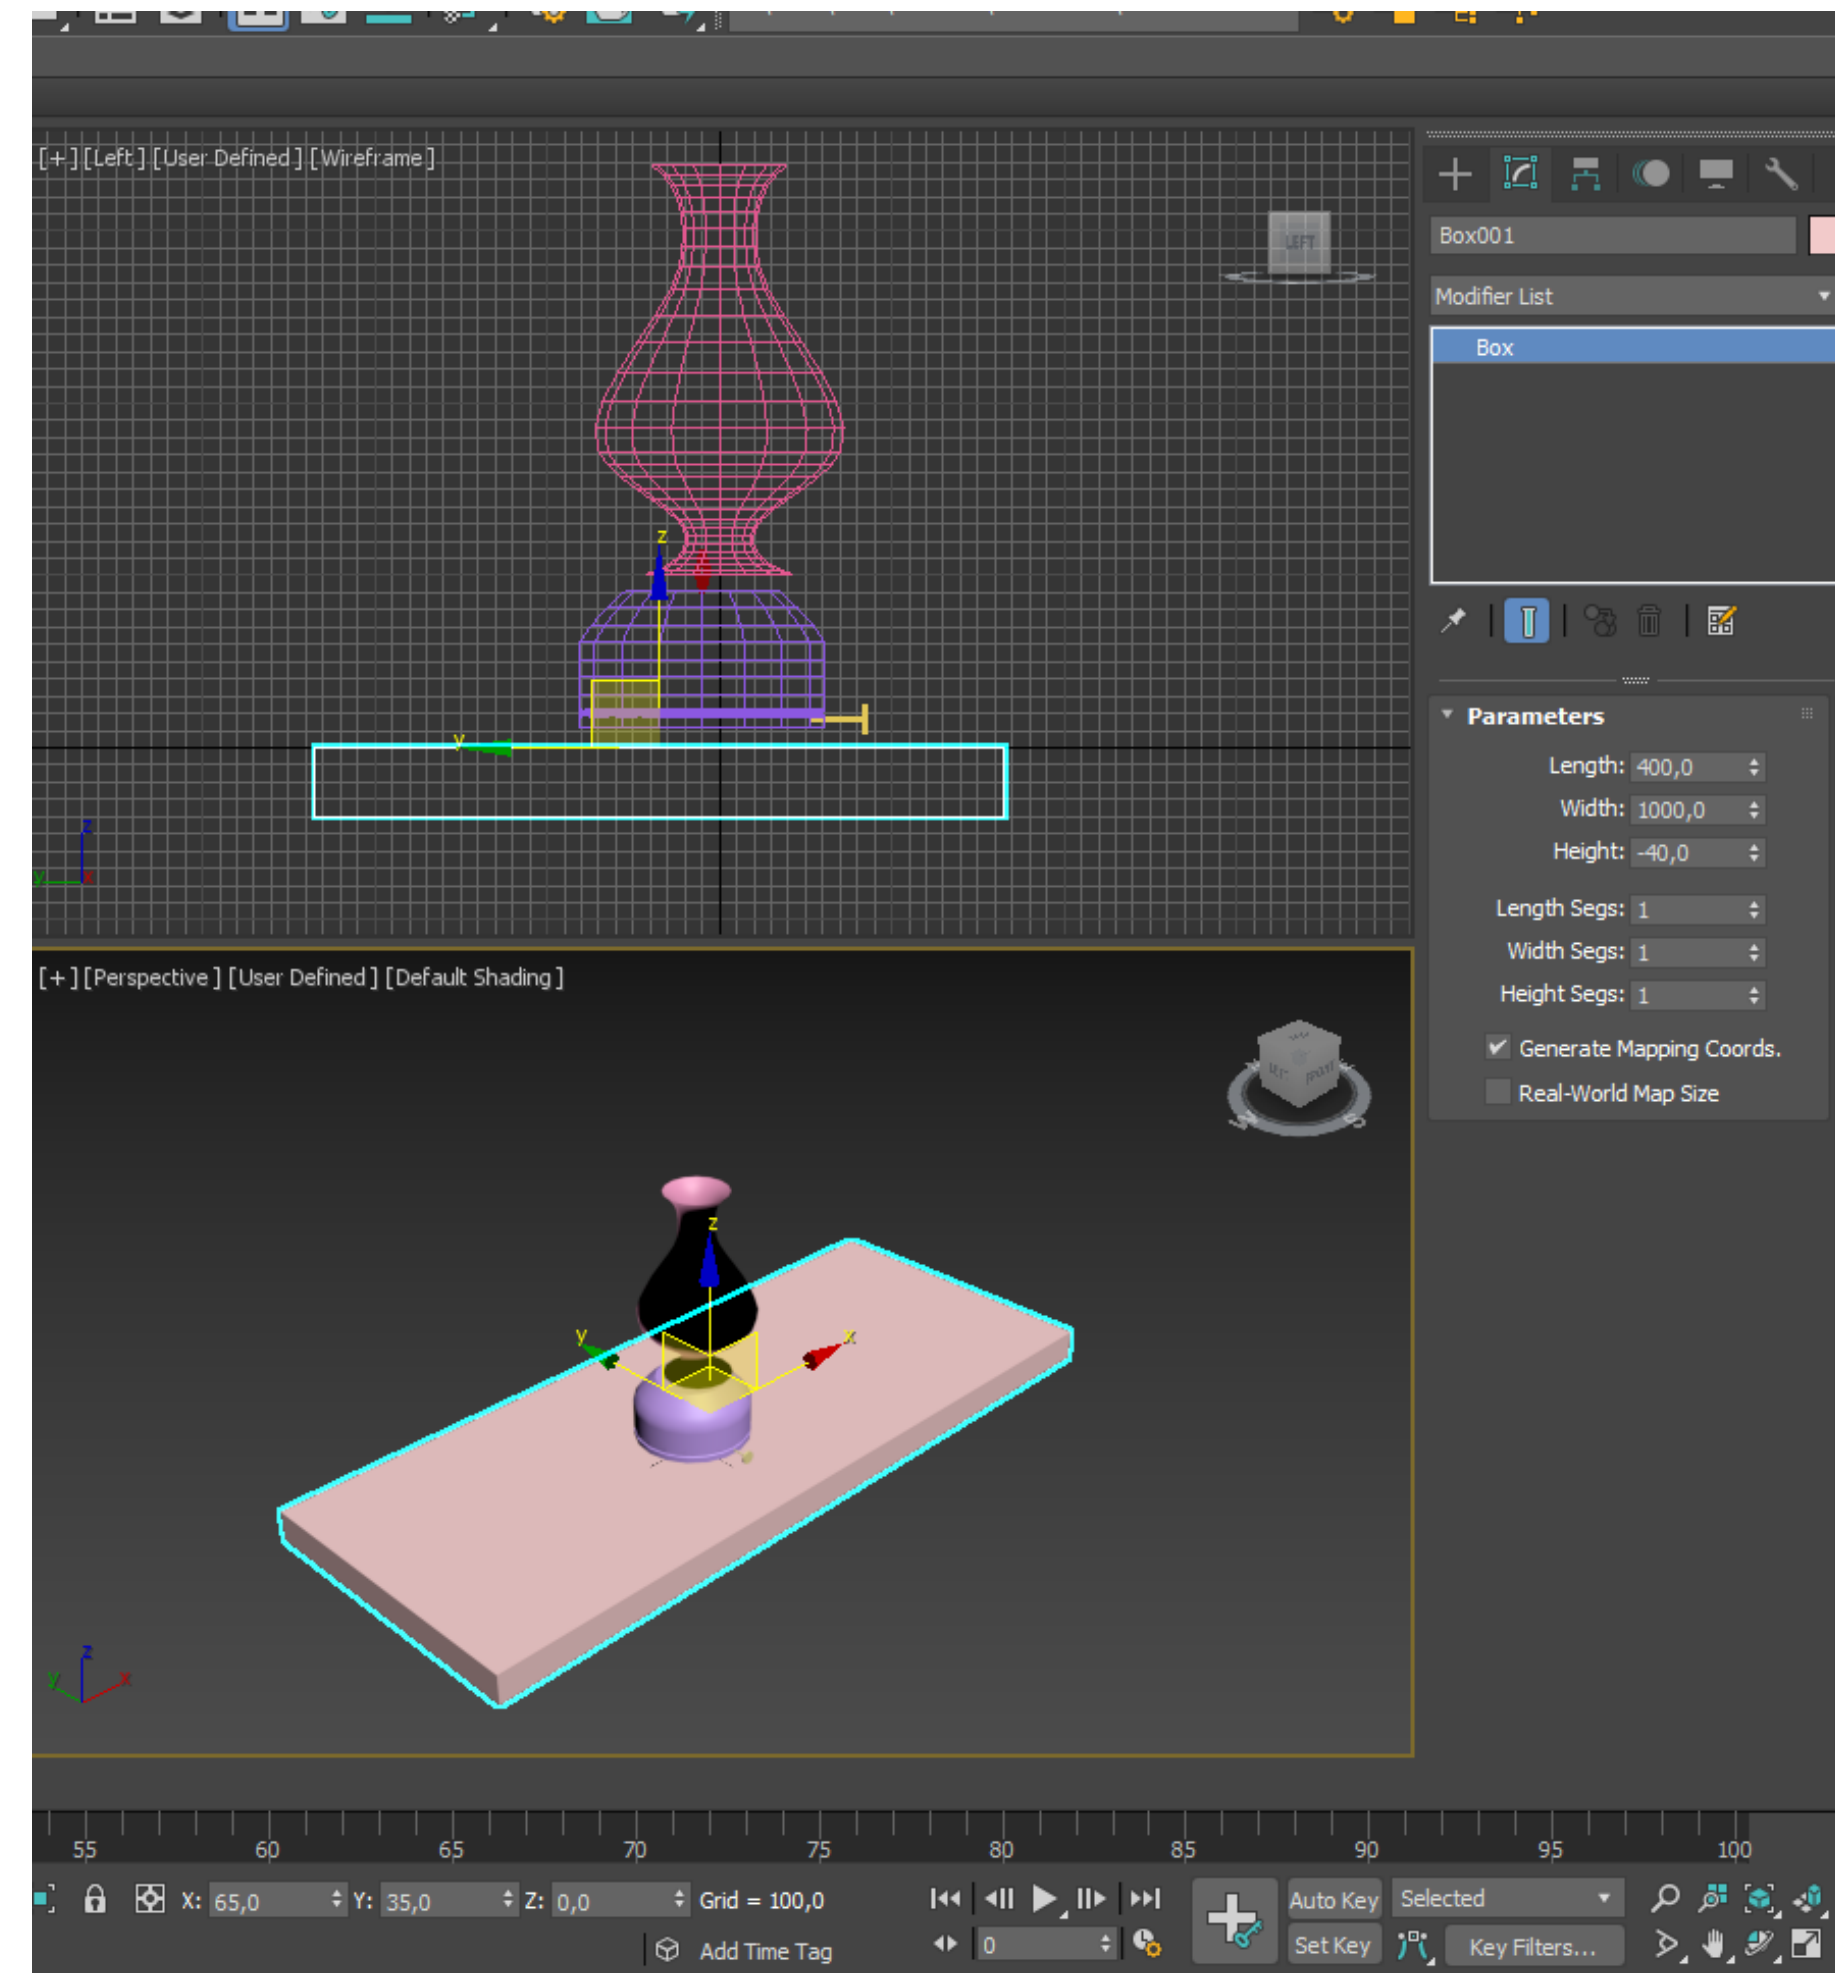 [+] [Left] [User Defined] [Wireframe]
LEFT
z
y
z
y x
Box001
Modifier List
Box
Parameters
Length: 400,0
Width: 1000,0
Height: -40,0
Length Segs: 1
Width Segs: 1
Height Segs: 1
Generate Mapping Coords.
Real-World Map Size
[+] [Perspective] [User Defined] [Default Shading]
z
y x
z
y x
55 60 65 70 75 80 85 90 95 100
X: 65,0 Y: 35,0 Z: 0,0 Grid = 100,0
Auto Key Selected
Add Time Tag 0 Set Key Key Filters...